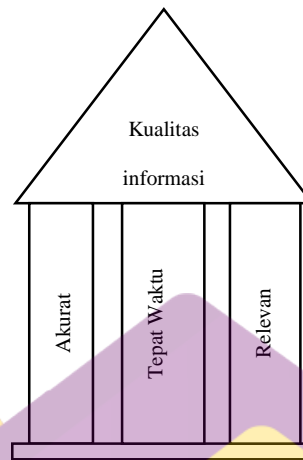 Kualitas
informasi
Akurat
Tepat Waktu
Relevan